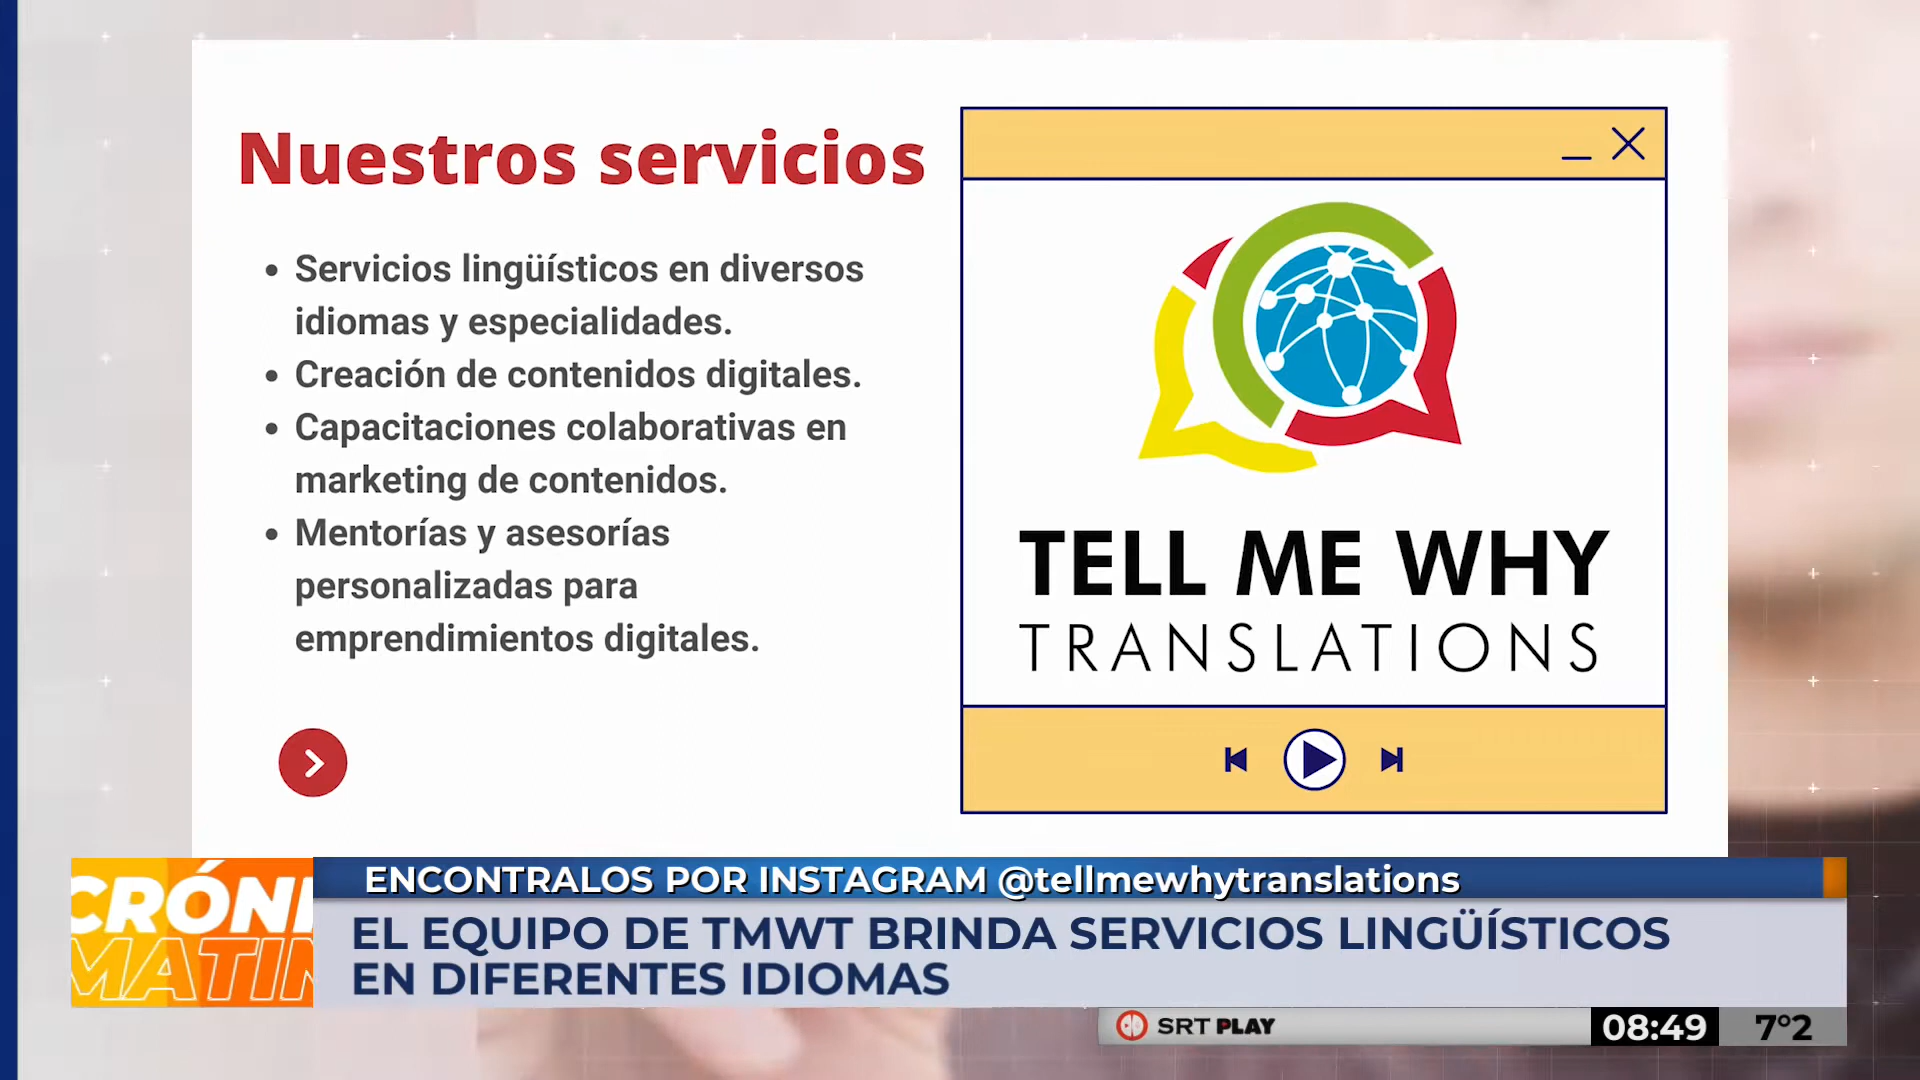 Nuestros servicios
• Servicios lingüísticos en diversos
idiomas y especialidades.
• Creación de contenidos digitales.
• Capacitaciones colaborativas en
marketing de contenidos.
• Mentorías y asesorías
personalizadas para
emprendimientos digitales.
TELL ME WHY
TRANSLATIONS
CRÓNI
MATIN
ENCONTRALOS POR INSTAGRAM @tellmewhytranslations
EL EQUIPO DE TMWT BRINDA SERVICIOS LINGÜÍSTICOS
EN DIFERENTES IDIOMAS
SRT PLAY
08:49
7°2